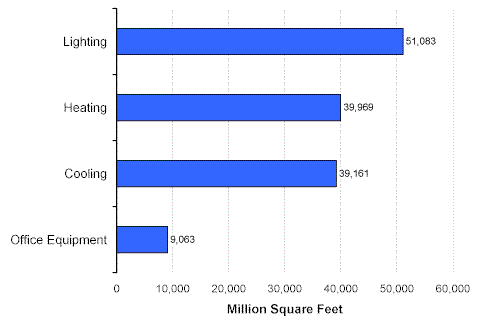 Lighting
51,083
Heating
39,969
Cooling
39,161
Office Equipment
9,063
0
10,000
20,000
30,000
40,000
50,000
60,000
Million Square Feet